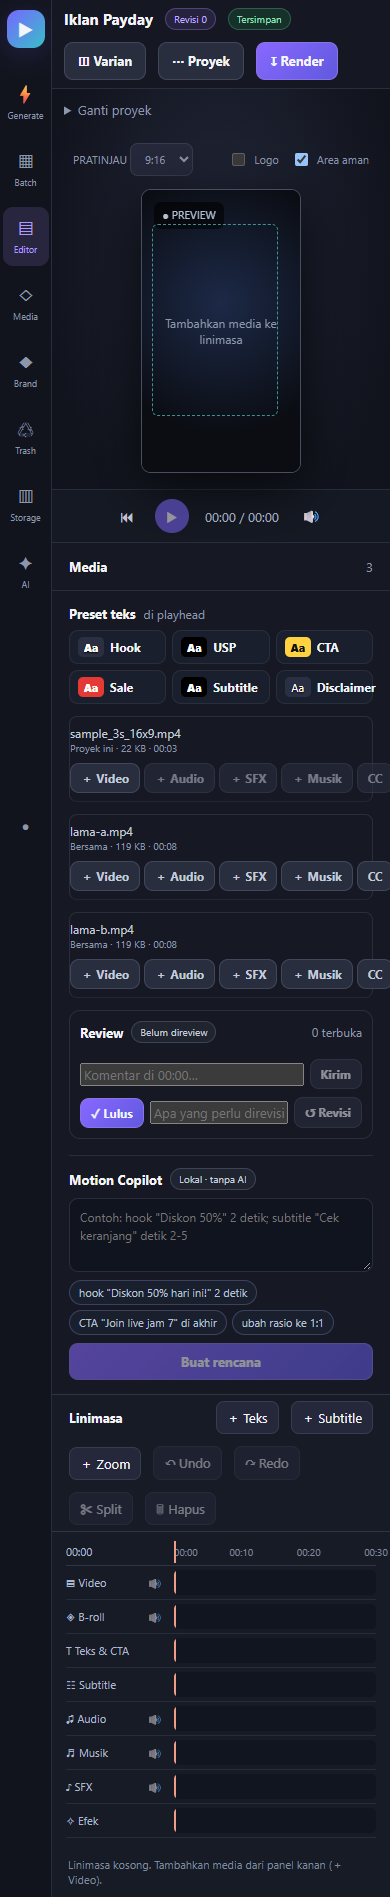 Iklan Payday Revisi 0 Tersimpan
Varian Proyek Render
Ganti proyek
Generate
PRATINJAU 9:16 Logo Area aman
Batch
PREVIEW
Editor
Tambahkan media ke
linimasa
Media
Brand
Trash
Storage
00:00 / 00:00
AI
Media 3
Preset teks di playhead
Aa Hook Aa USP Aa CTA
Aa Sale Aa Subtitle Aa Disclaimer
sample_3s_16x9.mp4
Proyek ini · 22 KB · 00:03
+ Video + Audio + SFX + Musik CC
lama-a.mp4
Bersama · 119 KB · 00:08
+ Video + Audio + SFX + Musik CC
lama-b.mp4
Bersama · 119 KB · 00:08
+ Video + Audio + SFX + Musik CC
Review Belum direview 0 terbuka
Komentar di 00:00... Kirim
✓ Lulus Apa yang perlu direvisi ↺ Revisi
Motion Copilot Lokal · tanpa AI
Contoh: hook "Diskon 50%" 2 detik; subtitle "Cek
keranjang" detik 2-5
hook "Diskon 50% hari ini!" 2 detik
CTA "Join live jam 7" di akhir ubah rasio ke 1:1
Buat rencana
Linimasa + Teks + Subtitle
+ Zoom ↶ Undo ↷ Redo
Split Hapus
00:00 00:00 00:10 00:20 00:30
Video
B-roll
T Teks & CTA
Subtitle
Audio
Musik
SFX
Efek
Linimasa kosong. Tambahkan media dari panel kanan (+
Video).